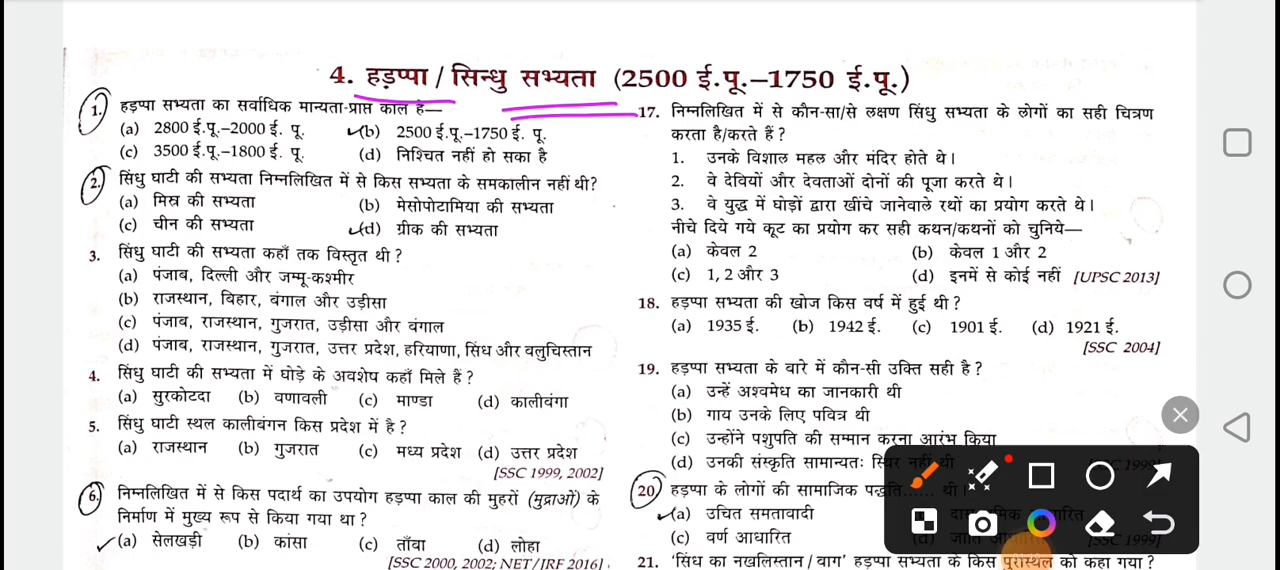 4. हड़प्पा / सिन्धु सभ्यता (2500 ई.पू.–1750 ई.पू.)
1. हड़प्पा सभ्यता का सर्वाधिक मान्यता-प्राप्त काल है—
(a) 2800 ई.पू.–2000 ई. पू. (b) 2500 ई.पू.–1750 ई. पू.
(c) 3500 ई.पू.–1800 ई. पू. (d) निश्चित नहीं हो सका है
2. सिंधु घाटी की सभ्यता निम्नलिखित में से किस सभ्यता के समकालीन नहीं थी?
(a) मिस्र की सभ्यता (b) मेसोपोटामिया की सभ्यता
(c) चीन की सभ्यता (d) ग्रीक की सभ्यता
3. सिंधु घाटी की सभ्यता कहाँ तक विस्तृत थी ?
(a) पंजाब, दिल्ली और जम्मू-कश्मीर
(b) राजस्थान, बिहार, बंगाल और उड़ीसा
(c) पंजाब, राजस्थान, गुजरात, उड़ीसा और बंगाल
(d) पंजाब, राजस्थान, गुजरात, उत्तर प्रदेश, हरियाणा, सिंध और बलुचिस्तान
4. सिंधु घाटी की सभ्यता में घोड़े के अवशेष कहाँ मिले हैं ?
(a) सुरकोटदा (b) वणावली (c) माण्डा (d) कालीबंगा
5. सिंधु घाटी स्थल कालीबंगन किस प्रदेश में है ?
(a) राजस्थान (b) गुजरात (c) मध्य प्रदेश (d) उत्तर प्रदेश
[SSC 1999, 2002]
6. निम्नलिखित में से किस पदार्थ का उपयोग हड़प्पा काल की मुहरों (मुद्राओं) के
निर्माण में मुख्य रूप से किया गया था ?
(a) सेलखड़ी (b) कांसा (c) ताँबा (d) लोहा
[SSC 2000, 2002; NET/JRF 2016]
17. निम्नलिखित में से कौन-सा/से लक्षण सिंधु सभ्यता के लोगों का सही चित्रण
करता है/करते हैं ?
1. उनके विशाल महल और मंदिर होते थे।
2. वे देवियों और देवताओं दोनों की पूजा करते थे।
3. वे युद्ध में घोड़ों द्वारा खींचे जानेवाले रथों का प्रयोग करते थे।
नीचे दिये गये कूट का प्रयोग कर सही कथन/कथनों को चुनिये—
(a) केवल 2 (b) केवल 1 और 2
(c) 1, 2 और 3 (d) इनमें से कोई नहीं [UPSC 2013]
18. हड़प्पा सभ्यता की खोज किस वर्ष में हुई थी ?
(a) 1935 ई. (b) 1942 ई. (c) 1901 ई. (d) 1921 ई.
[SSC 2004]
19. हड़प्पा सभ्यता के बारे में कौन-सी उक्ति सही है ?
(a) उन्हें अश्वमेध का जानकारी थी
(b) गाय उनके लिए पवित्र थी
(c) उन्होंने पशुपति की सम्मान करना आरंभ किया
(d) उनकी संस्कृति सामान्यतः स्थिर नहीं थी
20. हड़प्पा के लोगों की सामाजिक पद्धति...... थी।
(a) उचित समतावादी
(c) वर्ण आधारित
[SSC 1999]
21. 'सिंध का नखलिस्तान / बाग' हड़प्पा सभ्यता के किस पुरास्थल को कहा गया ?